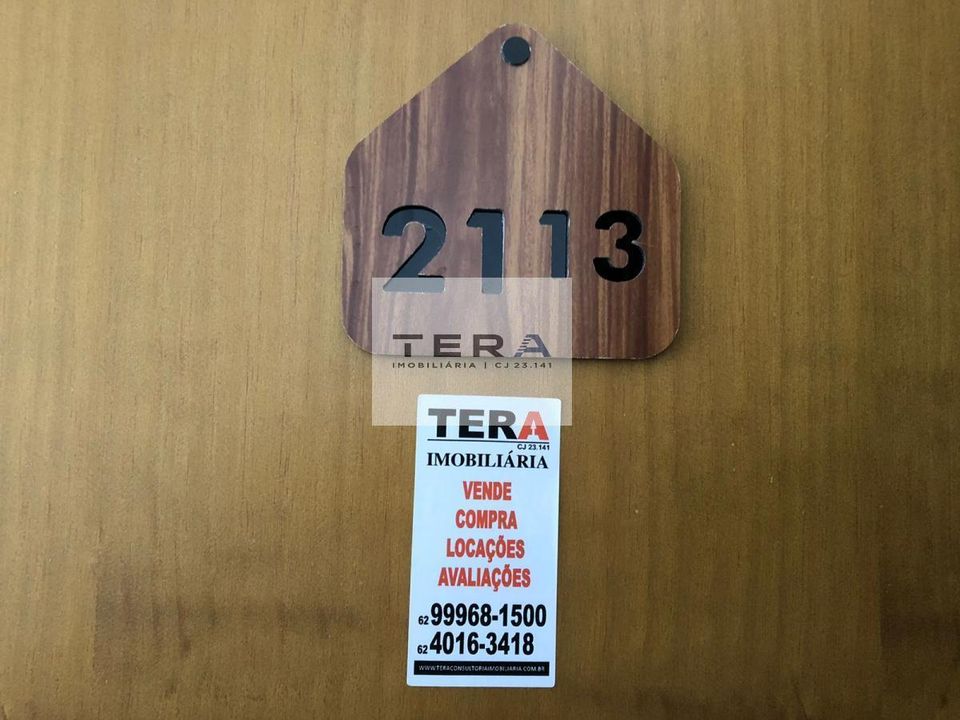 2113
TERA
IMOBILIÁRIA | CJ 23.141
TERA
CJ 23.141
IMOBILIÁRIA
VENDE
COMPRA
LOCAÇÕES
AVALIAÇÕES
62 99968-1500
62 4016-3418
WWW.TERACONSULTORIAIMOBILIARIA.COM.BR